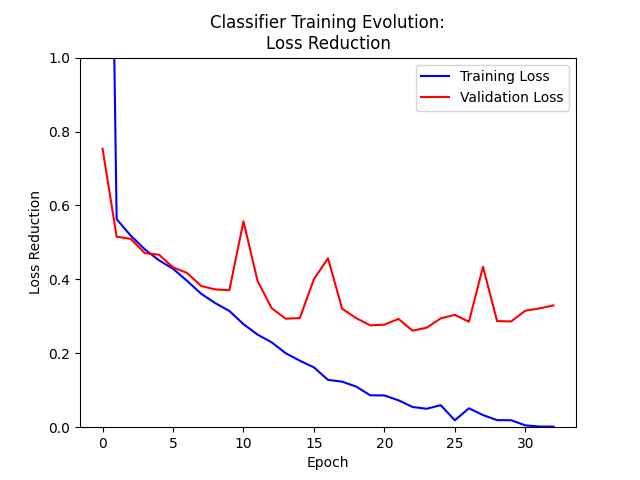 Classifier Training Evolution:
Loss Reduction
Training Loss
Validation Loss
Loss Reduction
1.0
0.8
0.6
0.4
0.2
0.0
0 5 10 15 20 25 30
Epoch